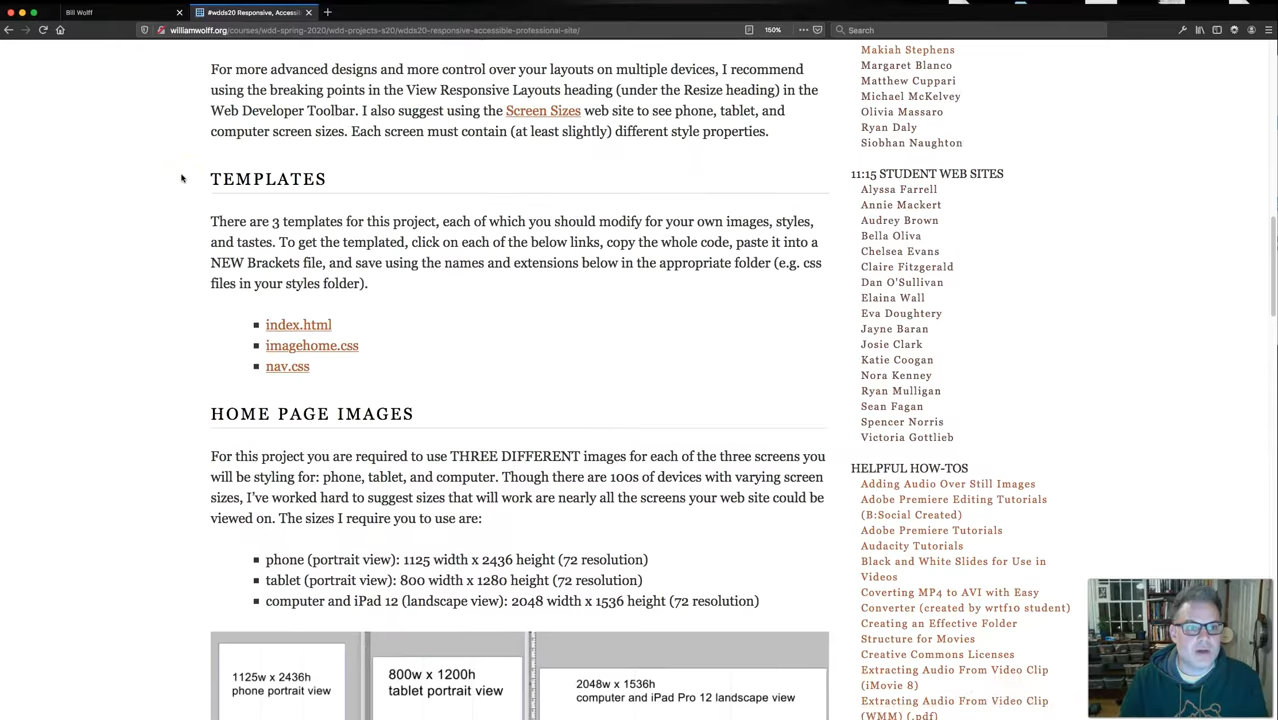 Bill Wolff
#wdds20 Responsive, Accessi
williamwolff.org/courses/wdd-spring-2020/wdd-projects-s20/wdds20-responsive-accessible-professional-site/
150%
Search
For more advanced designs and more control over your layouts on multiple devices, I recommend
using the breaking points in the View Responsive Layouts heading (under the Resize heading) in the
Web Developer Toolbar. I also suggest using the Screen Sizes web site to see phone, tablet, and
computer screen sizes. Each screen must contain (at least slightly) different style properties.
TEMPLATES
There are 3 templates for this project, each of which you should modify for your own images, styles,
and tastes. To get the templated, click on each of the below links, copy the whole code, paste it into a
NEW Brackets file, and save using the names and extensions below in the appropriate folder (e.g. css
files in your styles folder).
index.html
imagehome.css
nav.css
HOME PAGE IMAGES
For this project you are required to use THREE DIFFERENT images for each of the three screens you
will be styling for: phone, tablet, and computer. Though there are 100s of devices with varying screen
sizes, I've worked hard to suggest sizes that will work are nearly all the screens your web site could be
viewed on. The sizes I require you to use are:
phone (portrait view): 1125 width x 2436 height (72 resolution)
tablet (portrait view): 800 width x 1280 height (72 resolution)
computer and iPad 12 (landscape view): 2048 width x 1536 height (72 resolution)
1125w x 2436h
phone portrait view
800w x 1200h
tablet portrait view
2048w x 1536h
computer and iPad Pro 12 landscape view
Makiah Stephens
Margaret Blanco
Matthew Cuppari
Michael McKelvey
Olivia Massaro
Ryan Daly
Siobhan Naughton
11:15 STUDENT WEB SITES
Alyssa Farrell
Annie Mackert
Audrey Brown
Bella Oliva
Chelsea Evans
Claire Fitzgerald
Dan O'Sullivan
Elaina Wall
Eva Doughtery
Jayne Baran
Josie Clark
Katie Coogan
Nora Kenney
Ryan Mulligan
Sean Fagan
Spencer Norris
Victoria Gottlieb
HELPFUL HOW-TOS
Adding Audio Over Still Images
Adobe Premiere Editing Tutorials
(B:Social Created)
Adobe Premiere Tutorials
Audacity Tutorials
Black and White Slides for Use in
Videos
Coverting MP4 to AVI with Easy
Converter (created by wrtf10 student)
Creating an Effective Folder
Structure for Movies
Creative Commons Licenses
Extracting Audio From Video Clip
(iMovie 8)
Extracting Audio From Video Clip
(WMM) (.pdf)